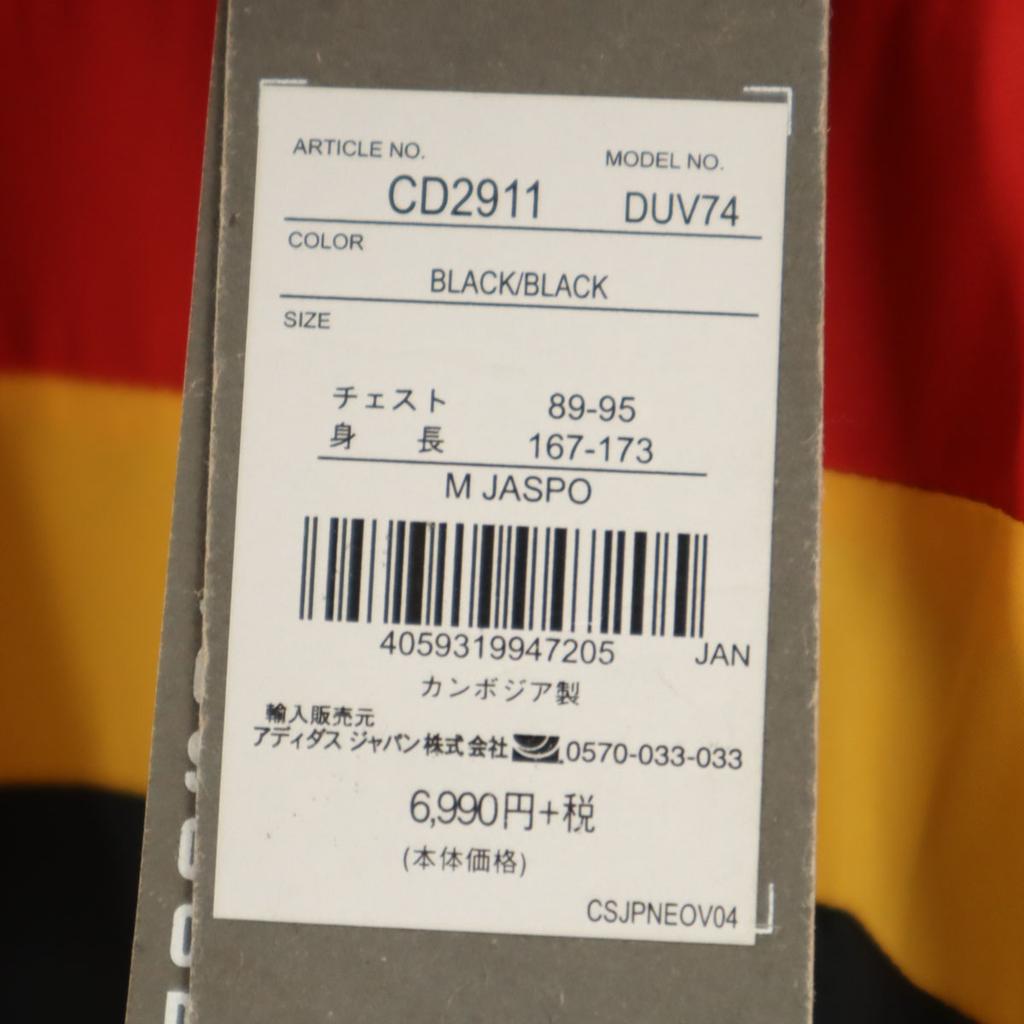 ARTICLE NO. MODEL NO.
CD2911 DUV74
COLOR
BLACK/BLACK
SIZE
チェスト 89-95
身 長 167-173
M JASPO
4059319947205 JAN
カンボジア製
輸入販売元
アディダス ジャパン株式会社 0570-033-033
6,990円+税
(本体価格)
CSJPNEOV04